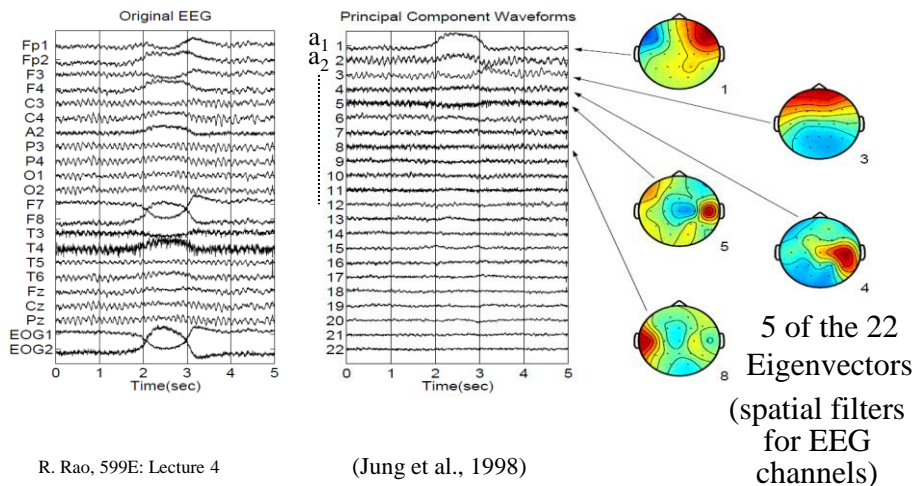 Original EEG
Fp1
Fp2
F3
F4
C3
C4
A2
P3
P4
O1
O2
F7
F8
T3
T4
T5
T6
Fz
Cz
Pz
EOG1
EOG2
0 1 2 3 4 5
Time(sec)
Principal Component Waveforms
a1
a2
1
2
3
4
5
6
7
8
9
10
11
12
13
14
15
16
17
18
19
20
21
22
0 1 2 3 4 5
Time(sec)
1
3
5
4
8
5 of the 22
Eigenvectors
(spatial filters
for EEG
channels)
R. Rao, 599E: Lecture 4
(Jung et al., 1998)